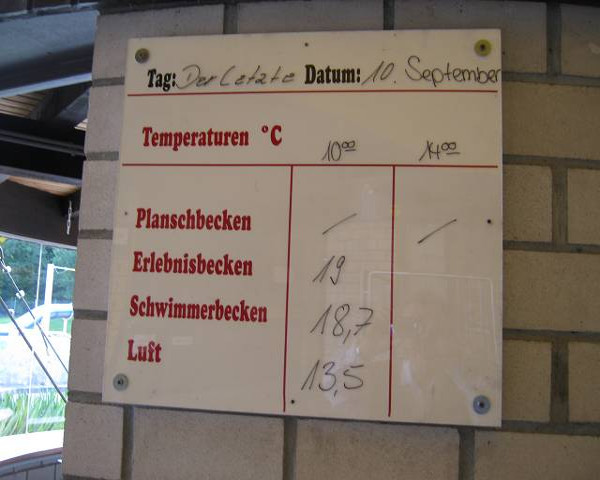 Tag: Der Letzte Datum: 10. September
Temperaturen °C 10⁰⁰ 14⁰⁰
Planschbecken / /
Erlebnisbecken 19
Schwimmerbecken 18,7
Luft 13,5